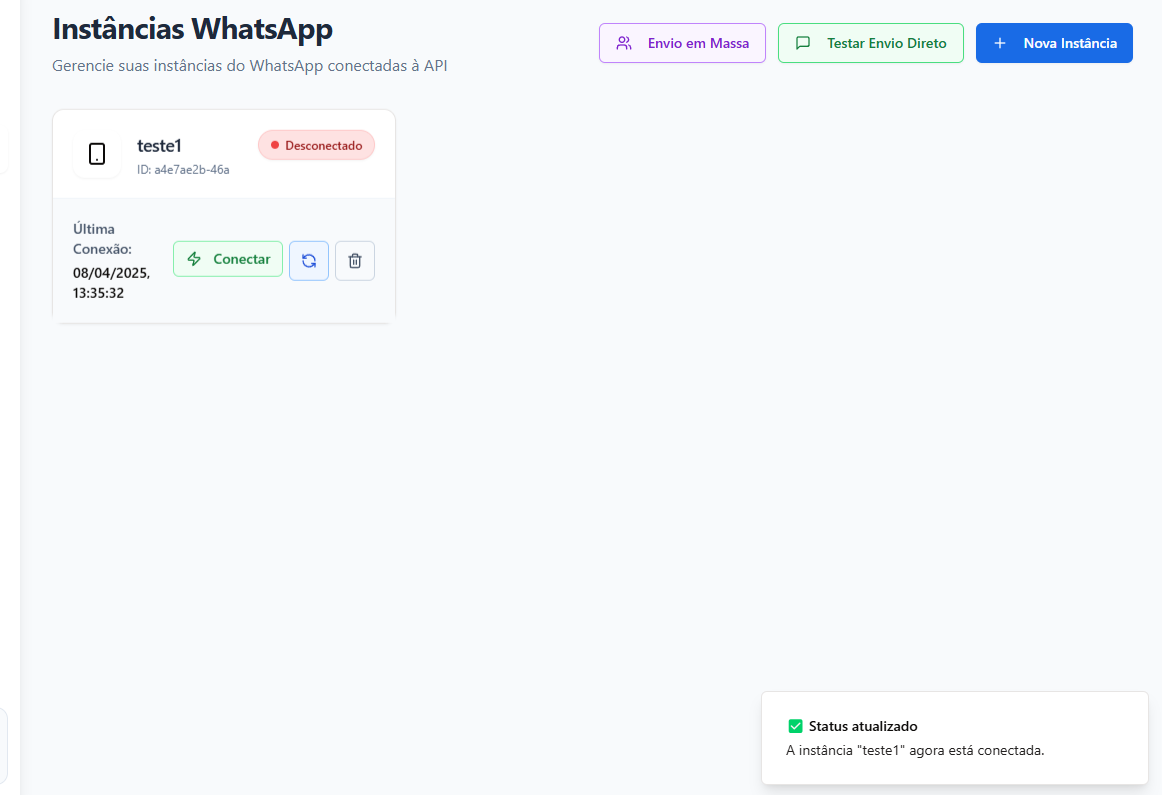 Instâncias WhatsApp
Gerencie suas instâncias do WhatsApp conectadas à API
Envio em Massa
Testar Envio Direto
Nova Instância
teste1
Desconectado
ID: a4e7ae2b-46a
Última
Conexão:
08/04/2025,
13:35:32
Conectar
Status atualizado
A instância "teste1" agora está conectada.